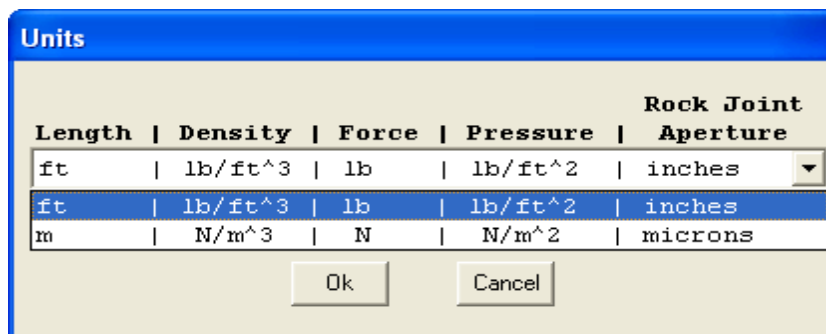 Units
Rock Joint
Length | Density | Force | Pressure | Aperture
ft | lb/ft^3 | lb | lb/ft^2 | inches
ft | lb/ft^3 | lb | lb/ft^2 | inches
m | N/m^3 | N | N/m^2 | microns
Ok Cancel